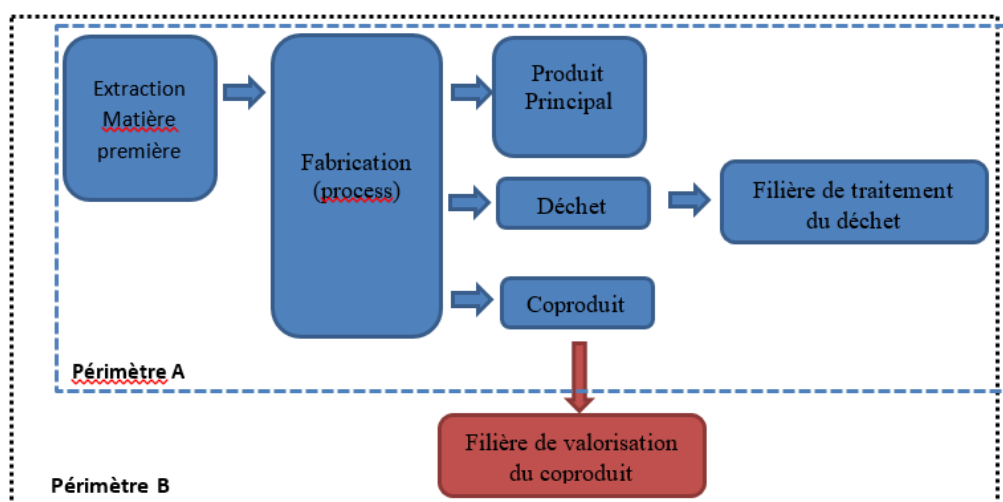 Extraction
Matière
première
Fabrication
(process)
Produit
Principal
Déchet
Filière de traitement
du déchet
Coproduit
Périmètre A
Filière de valorisation
du coproduit
Périmètre B